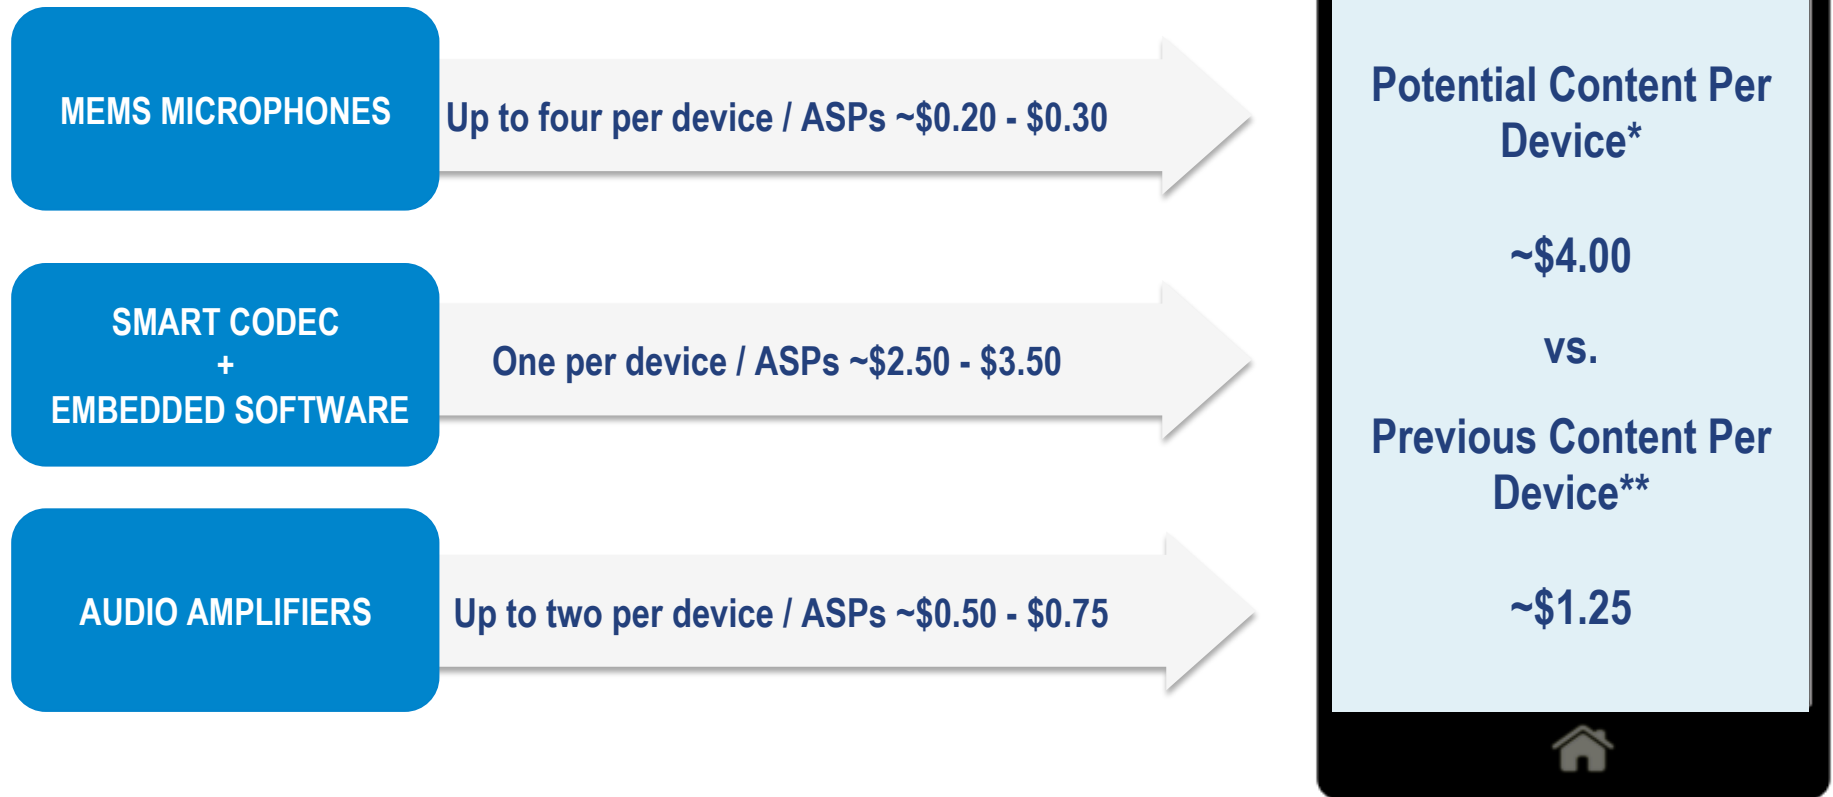 MEMS MICROPHONES
Up to four per device / ASPs ~$0.20 - $0.30
SMART CODEC
+
EMBEDDED SOFTWARE
One per device / ASPs ~$2.50 - $3.50
AUDIO AMPLIFIERS
Up to two per device / ASPs ~$0.50 - $0.75
Potential Content Per
Device*
~$4.00
vs.
Previous Content Per
Device**
~$1.25